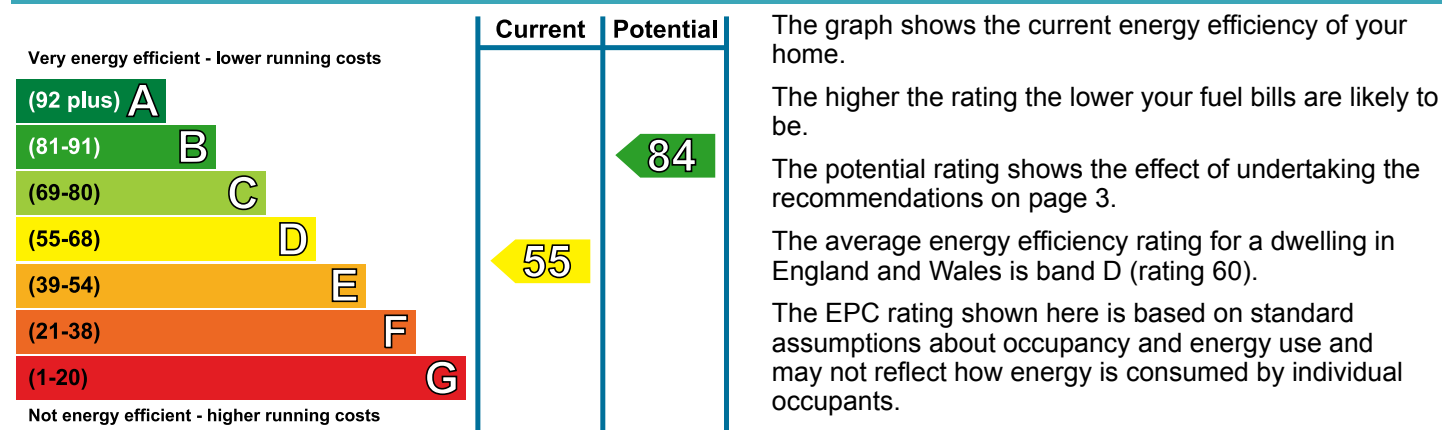 Current Potential
Very energy efficient - lower running costs
(92 plus) A
(81-91) B
84
(69-80) C
(55-68) D
55
(39-54) E
(21-38) F
(1-20) G
Not energy efficient - higher running costs
The graph shows the current energy efficiency of your
home.
The higher the rating the lower your fuel bills are likely to
be.
The potential rating shows the effect of undertaking the
recommendations on page 3.
The average energy efficiency rating for a dwelling in
England and Wales is band D (rating 60).
The EPC rating shown here is based on standard
assumptions about occupancy and energy use and
may not reflect how energy is consumed by individual
occupants.